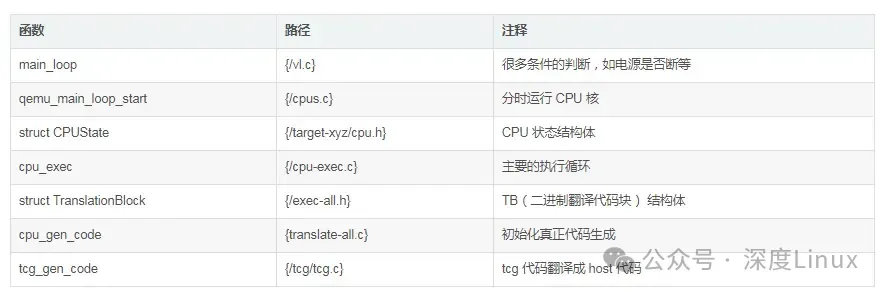 函数 路径 注释
main_loop {/vl.c} 很多条件的判断，如电源是否断等
qemu_main_loop_start {/cpus.c} 分时运行 CPU 核
struct CPUState {/target-xyz/cpu.h} CPU 状态结构体
cpu_exec {/cpu-exec.c} 主要的执行循环
struct TranslationBlock {/exec-all.h} TB（二进制翻译代码块） 结构体
cpu_gen_code {translate-all.c} 初始化真正代码生成
tcg_gen_code {/tcg/tcg.c} tcg 代码翻译成 host 代码
公众号 · 深度Linux